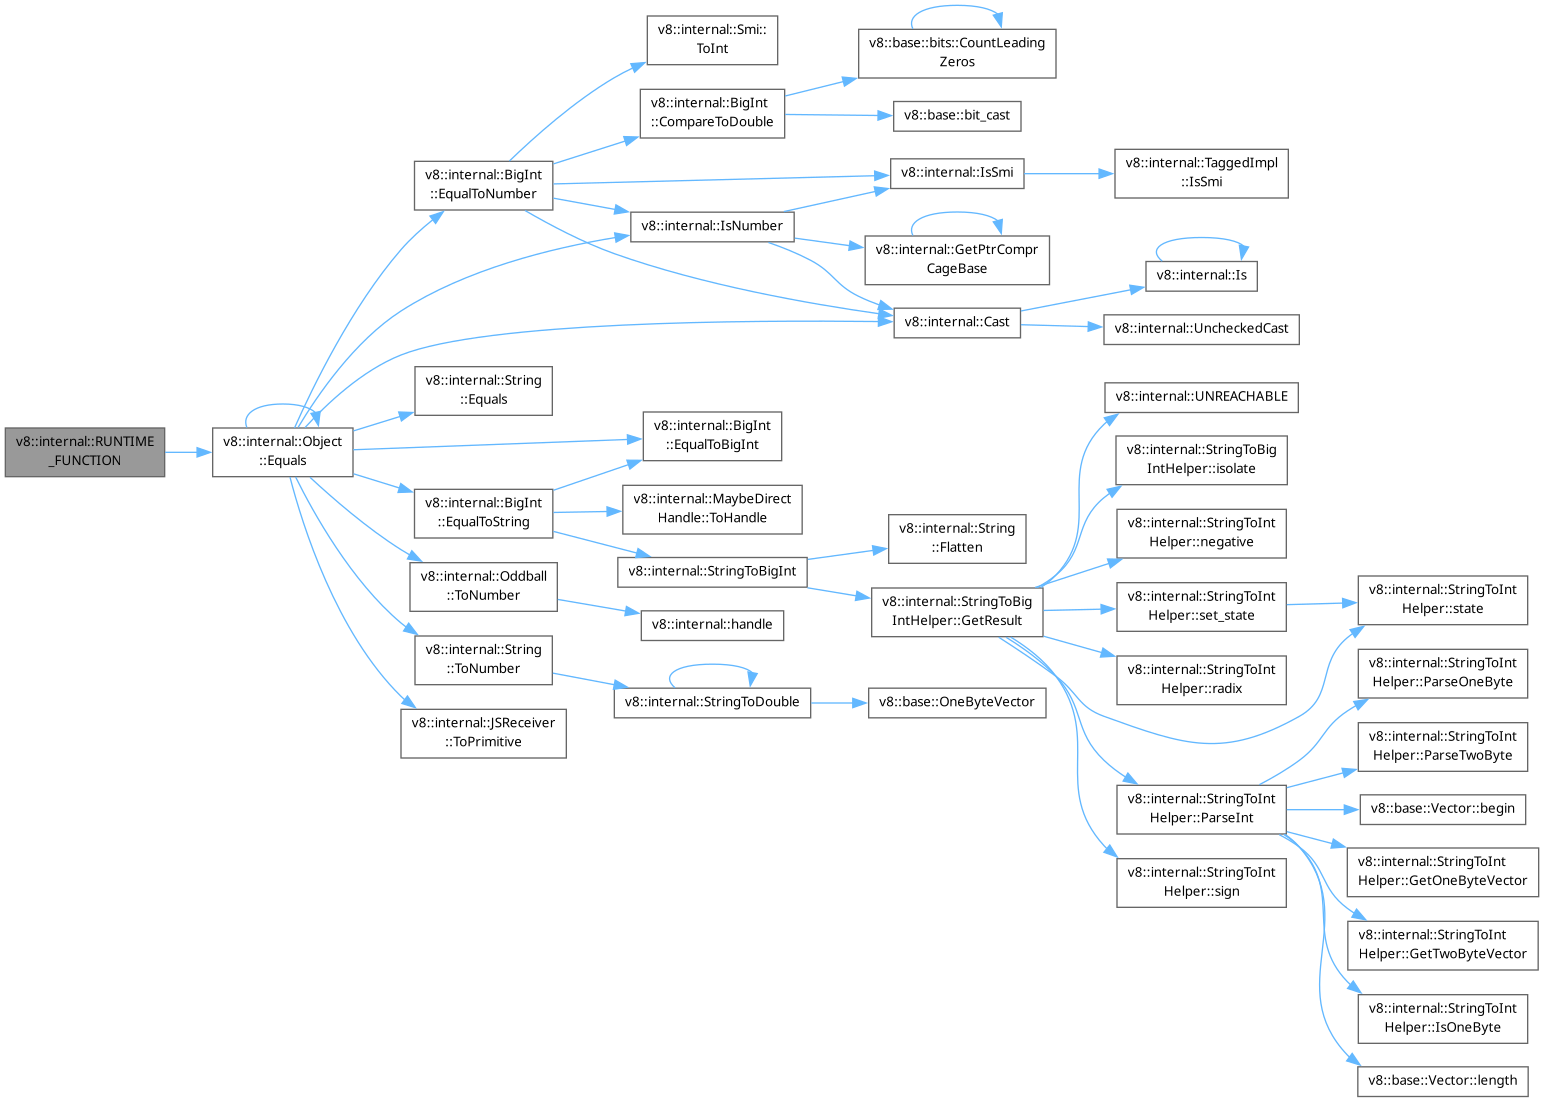 v8::internal::RUNTIME
_FUNCTION
v8::internal::Object
::Equals
v8::internal::BigInt
::EqualToNumber
v8::internal::String
::Equals
v8::internal::BigInt
::EqualToString
v8::internal::Oddball
::ToNumber
v8::internal::String
::ToNumber
v8::internal::JSReceiver
::ToPrimitive
v8::internal::Smi::
ToInt
v8::internal::BigInt
::CompareToDouble
v8::internal::IsNumber
v8::internal::BigInt
::EqualToBigInt
v8::internal::MaybeDirect
Handle::ToHandle
v8::internal::StringToBigInt
v8::internal::handle
v8::internal::StringToDouble
v8::base::bits::CountLeading
Zeros
v8::base::bit_cast
v8::internal::IsSmi
v8::internal::GetPtrCompr
CageBase
v8::internal::Cast
v8::internal::String
::Flatten
v8::internal::StringToBig
IntHelper::GetResult
v8::base::OneByteVector
v8::internal::TaggedImpl
::IsSmi
v8::internal::Is
v8::internal::UncheckedCast
v8::internal::UNREACHABLE
v8::internal::StringToBig
IntHelper::isolate
v8::internal::StringToInt
Helper::negative
v8::internal::StringToInt
Helper::set_state
v8::internal::StringToInt
Helper::radix
v8::internal::StringToInt
Helper::ParseInt
v8::internal::StringToInt
Helper::sign
v8::internal::StringToInt
Helper::state
v8::internal::StringToInt
Helper::ParseOneByte
v8::internal::StringToInt
Helper::ParseTwoByte
v8::base::Vector::begin
v8::internal::StringToInt
Helper::GetOneByteVector
v8::internal::StringToInt
Helper::GetTwoByteVector
v8::internal::StringToInt
Helper::IsOneByte
v8::base::Vector::length